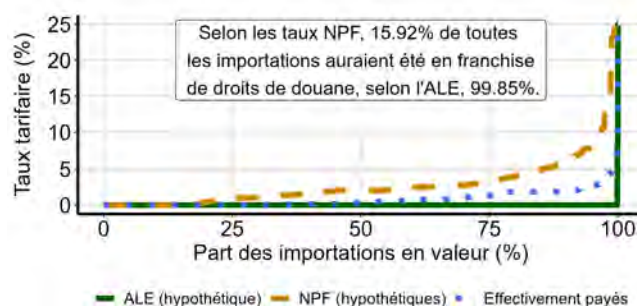 Taux tarifaire (%)
25
20
15
10
5
0
Selon les taux NPF, 15.92% de toutes
les importations auraient été en franchise
de droits de douane, selon l'ALE, 99.85%.
0
25
50
75
100
Part des importations en valeur (%)
ALE (hypothétique)
NPF (hypothétiques)
Effectivement payés